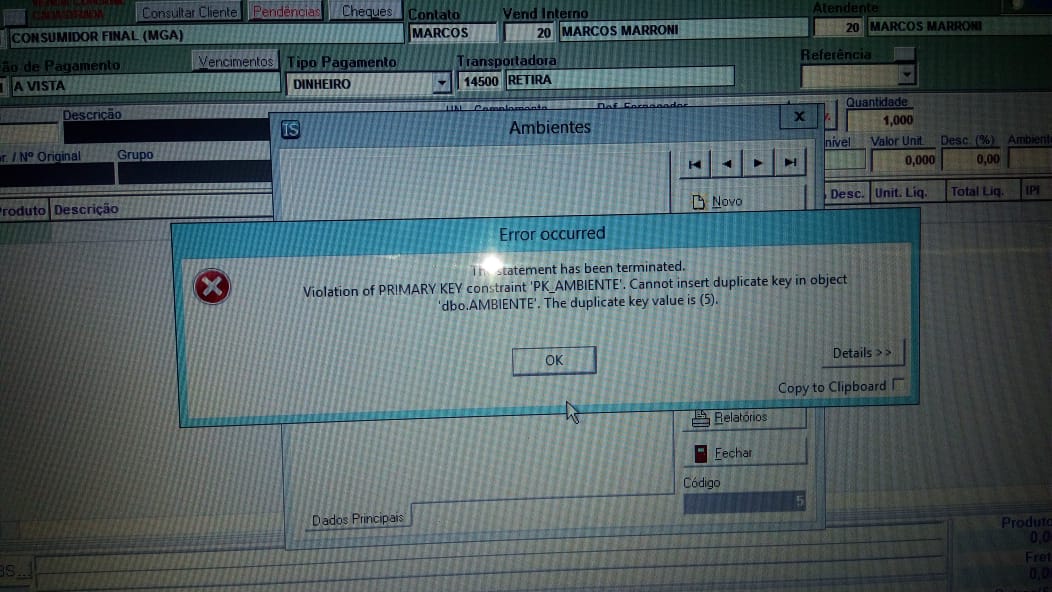 Consultar Cliente Pendências Cheques Contato Vend Interno Atendente
CONSUMIDOR FINAL (MGA) MARCOS 20 MARCOS MARRONI 20 MARCOS MARRONI
ão de Pagamento Vencimentos Tipo Pagamento Transportadora Referência
A VISTA DINHEIRO 14500 RETIRA
Descrição UN Complemento Quantidade
TS Ambientes x 1,000
Nº Original Grupo nível Valor Unit. Desc. (%) Ambient
0,000 0,00
Produto Descrição Desc. Unit. Liq. Total Liq. IPI
Novo
Error occurred
statement has been terminated.
Violation of PRIMARY KEY constraint 'PK_AMBIENTE'. Cannot insert duplicate key in object
'dbo.AMBIENTE'. The duplicate key value is (5).
OK
Details >>
Copy to Clipboard
Relatórios
Fechar
Código
5
Dados Principais
Produto
0,0
Fret
0,0